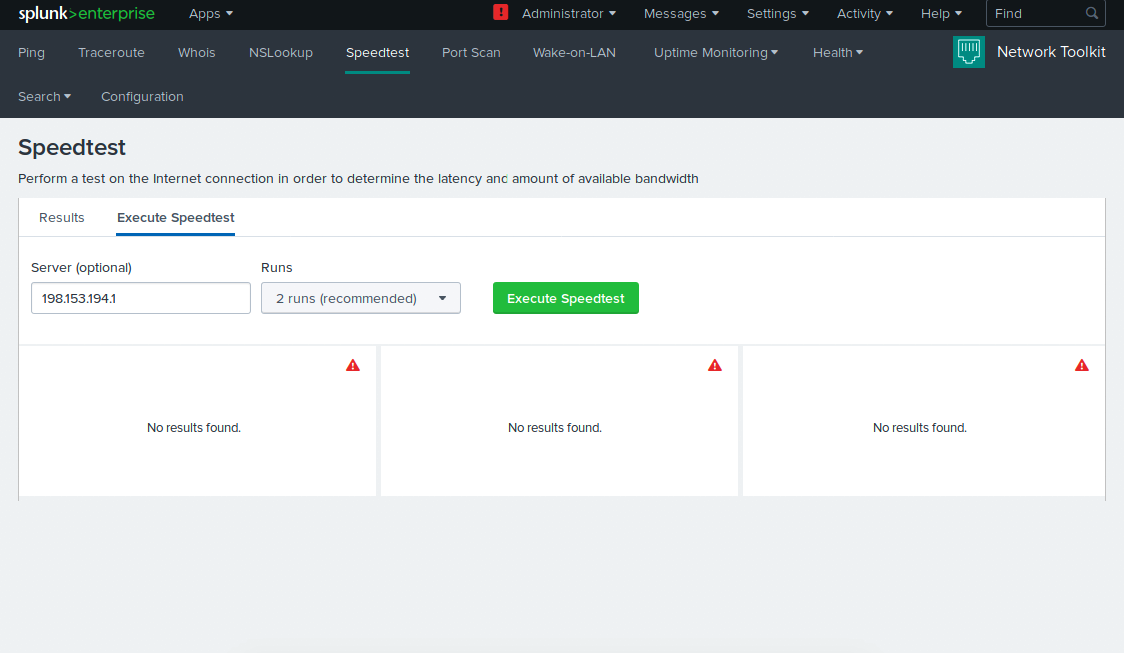 splunk>enterprise Apps Administrator Messages Settings Activity Help Find
Ping Traceroute Whois NSLookup Speedtest Port Scan Wake-on-LAN Uptime Monitoring Health Network Toolkit
Search Configuration
Speedtest
Perform a test on the Internet connection in order to determine the latency and amount of available bandwidth
Results Execute Speedtest
Server (optional) Runs
198.153.194.1 2 runs (recommended) Execute Speedtest
No results found. No results found. No results found.